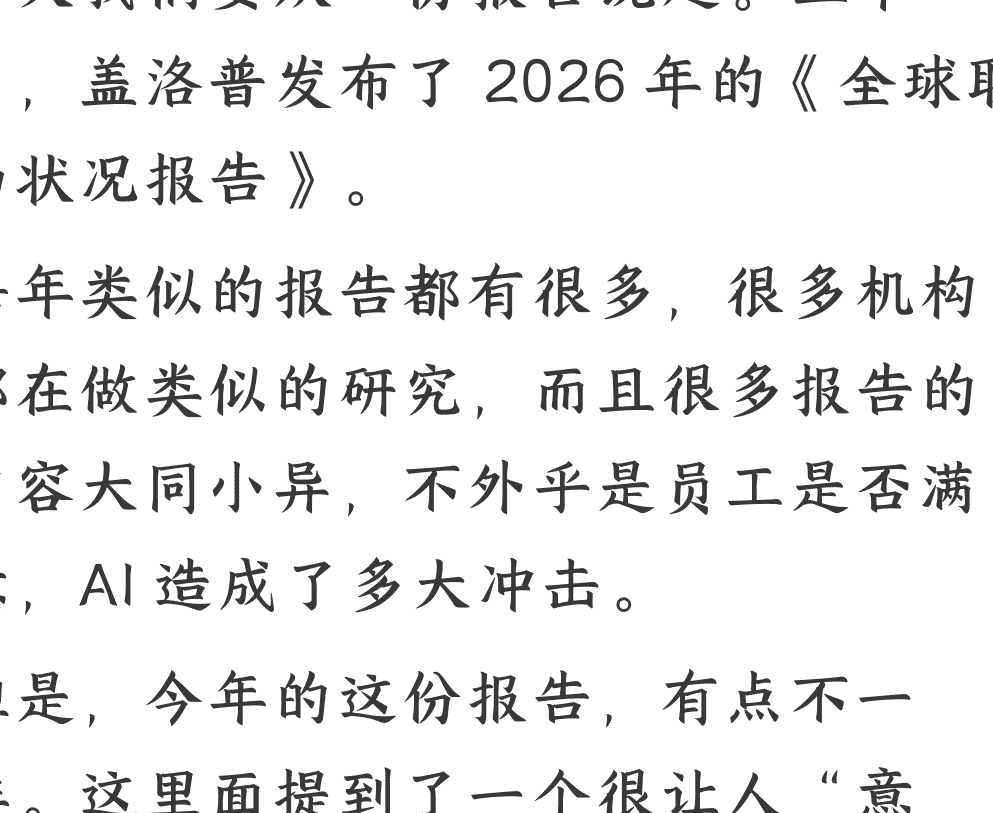 ，盖洛普发布了 2026 年的《全球
状况报告》。
年类似的报告都有很多，很多机构
在做类似的研究，而且很多报告的
容大同小异，不外乎是员工是否满
，AI 造成了多大冲击。
是，今年的这份报告，有点不一
。这里面提到了一个很让人“意